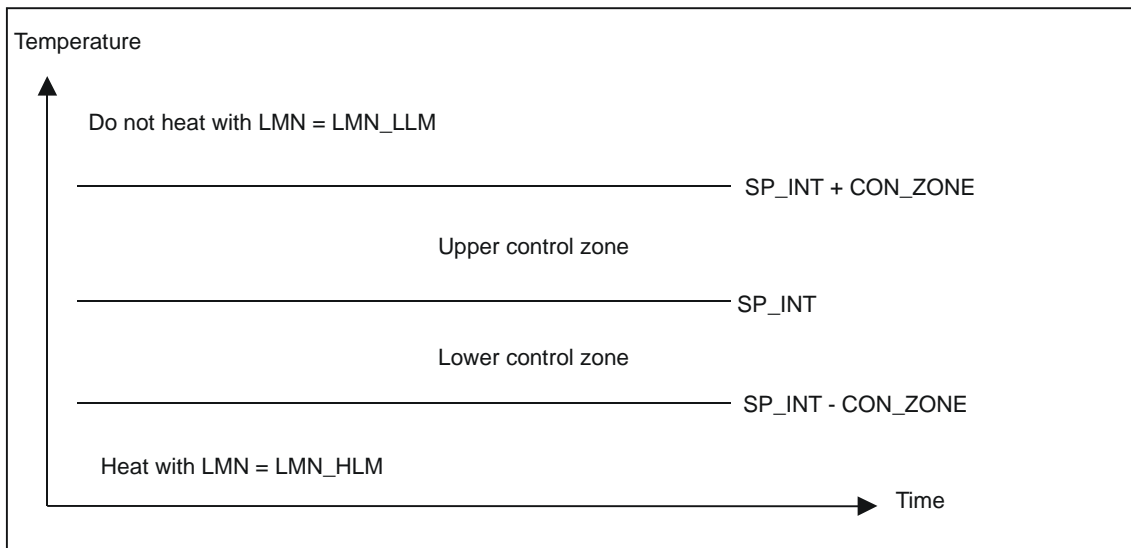 Temperature
Do not heat with LMN = LMN_LLM
SP_INT + CON_ZONE
Upper control zone
SP_INT
Lower control zone
SP_INT - CON_ZONE
Heat with LMN = LMN_HLM
Time